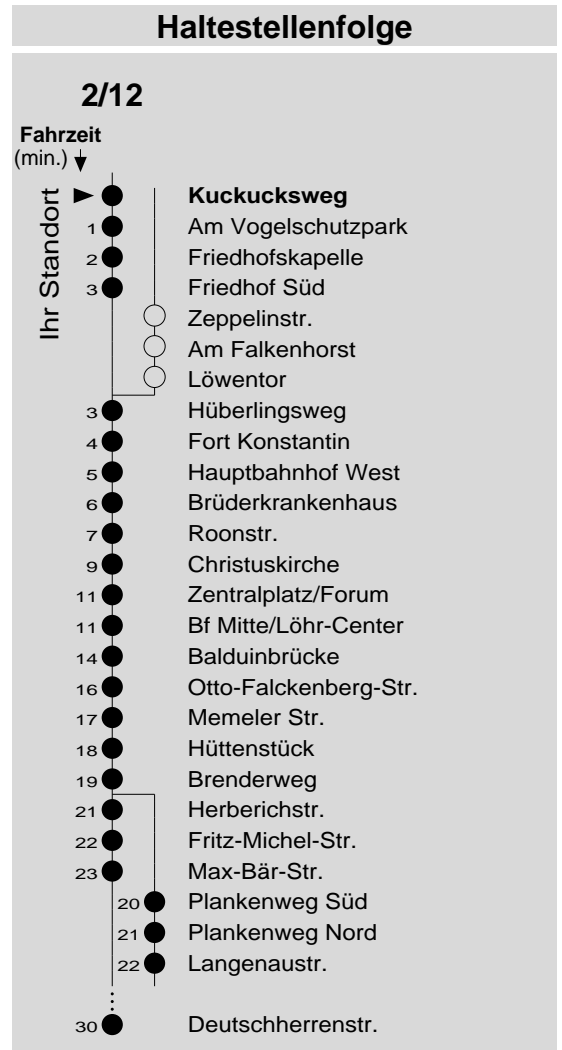 Haltestellenfolge
2/12
Fahrzeit
(min.)
Ihr Standort
Kuckucksweg
1 Am Vogelschutzpark
2 Friedhofskapelle
3 Friedhof Süd
Zeppelinstr.
Am Falkenhorst
Löwentor
3 Hüberlingsweg
4 Fort Konstantin
5 Hauptbahnhof West
6 Brüderkrankenhaus
7 Roonstr.
9 Christuskirche
11 Zentralplatz/Forum
11 Bf Mitte/Löhr-Center
14 Balduinbrücke
16 Otto-Falckenberg-Str.
17 Memeler Str.
18 Hüttenstück
19 Brenderweg
21 Herberichstr.
22 Fritz-Michel-Str.
23 Max-Bär-Str.
20 Plankenweg Süd
21 Plankenweg Nord
22 Langenaustr.
30 Deutschherrenstr.